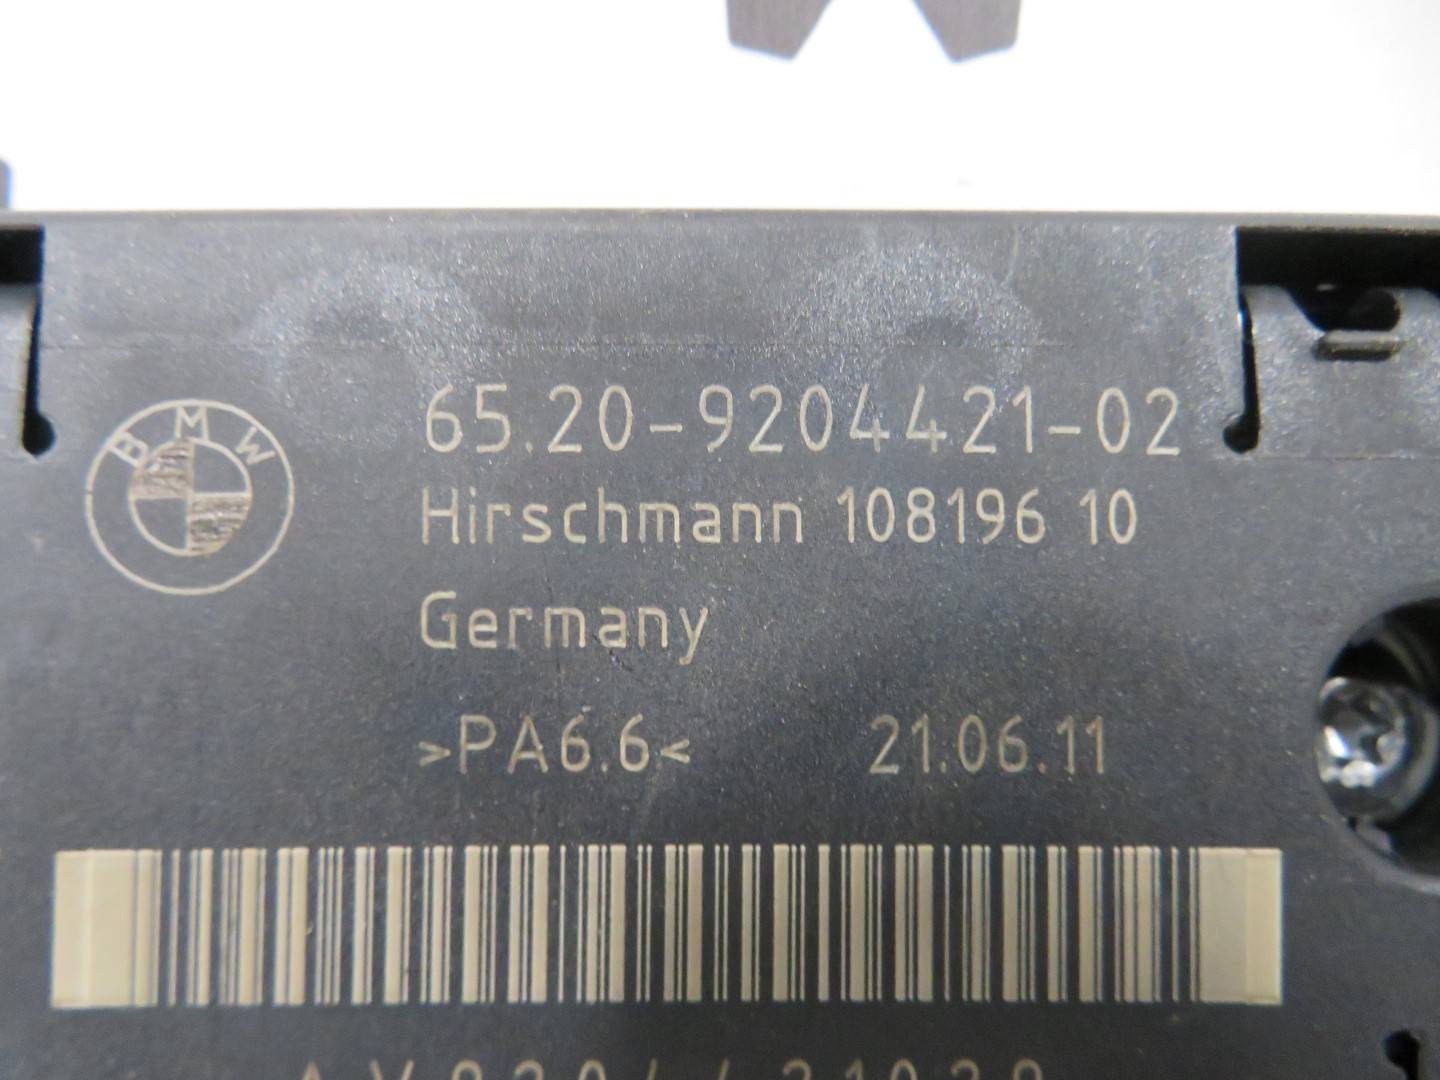 BMW
65.20-9204421-02
Hirschmann 108196 10
Germany
>PA6.6< 21.06.11